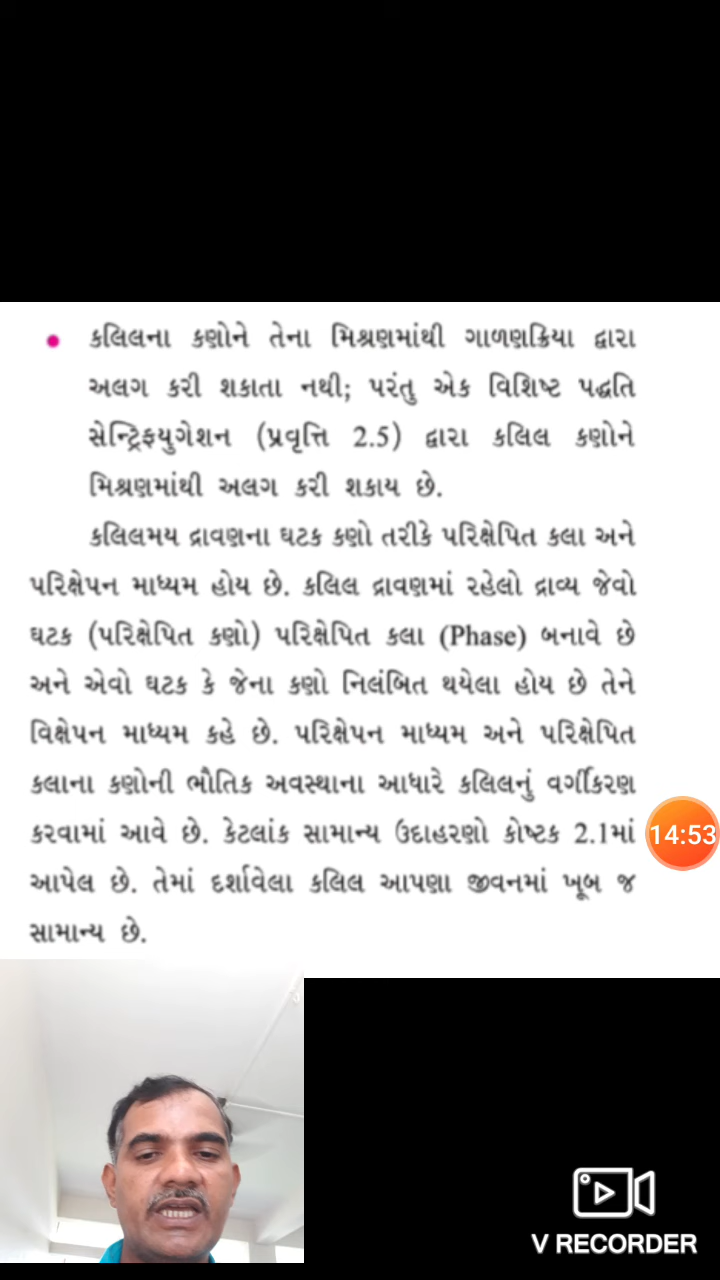 • કલિલના કણોને તેના મિશ્રણમાંથી ગાળણક્રિયા દ્વારા
અલગ કરી શકાતા નથી; પરંતુ એક વિશિષ્ટ પદ્ધતિ
સેન્ટ્રિફ્યુગેશન (પ્રવૃત્તિ 2.5) દ્વારા કલિલ કણોને
મિશ્રણમાંથી અલગ કરી શકાય છે.
કલિલમય દ્રાવણના ઘટક કણો તરીકે પરિક્ષેપિત કલા અને
પરિક્ષેપન માધ્યમ હોય છે. કલિલ દ્રાવણમાં રહેલો દ્રાવ્ય જેવો
ઘટક (પરિક્ષેપિત કણો) પરિક્ષેપિત કલા (Phase) બનાવે છે
અને એવો ઘટક કે જેના કણો નિલંબિત થયેલા હોય છે તેને
વિક્ષેપન માધ્યમ કહે છે. પરિક્ષેપન માધ્યમ અને પરિક્ષેપિત
કલાના કણોની ભૌતિક અવસ્થાના આધારે કલિલનું વર્ગીકરણ
કરવામાં આવે છે. કેટલાંક સામાન્ય ઉદાહરણો કોષ્ટક 2.1માં
આપેલ છે. તેમાં દર્શાવેલા કલિલ આપણા જીવનમાં ખૂબ જ
સામાન્ય છે.
14:53
V RECORDER